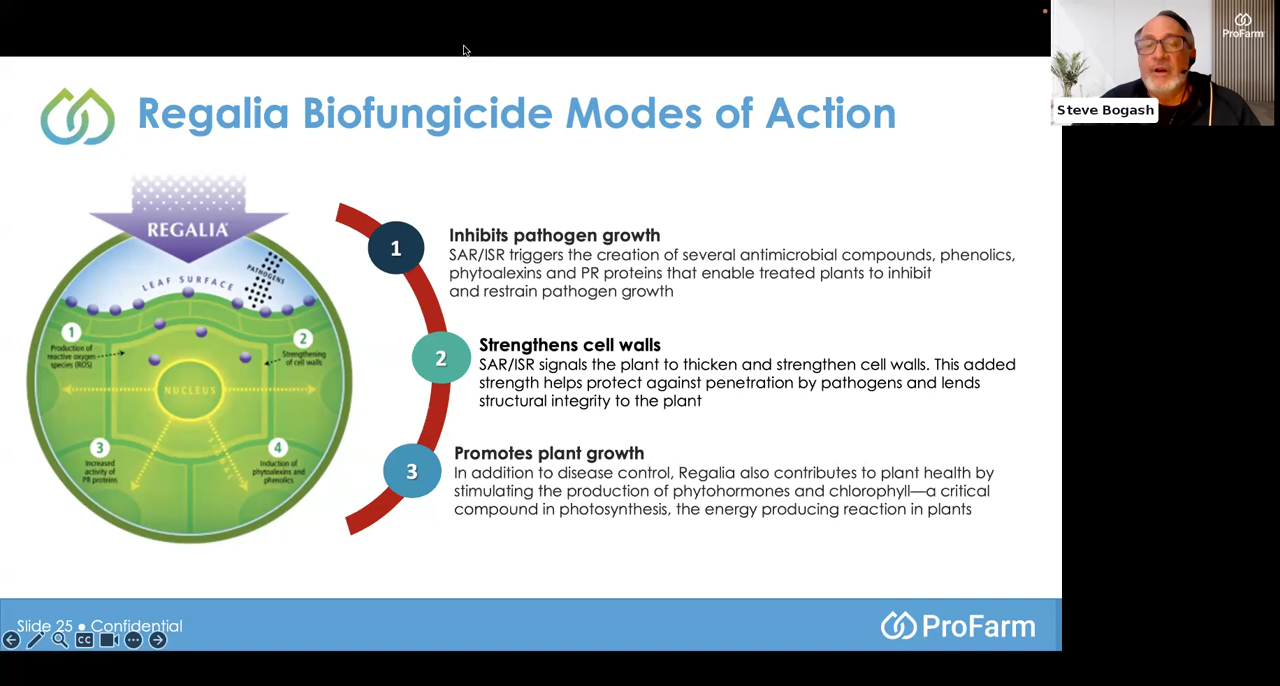 ProFarm
Steve Bogash
Regalia Biofungicide Modes of Action
REGALIA®
PATHOGENS
LEAF SURFACE
1
Production of
reactive oxygen
species (ROS)
2
Strengthening
of cell walls
NUCLEUS
3
Increased
activity of
PR proteins
4
Induction of
phytoalexins and
phenolics
1
Inhibits pathogen growth
SAR/ISR triggers the creation of several antimicrobial compounds, phenolics,
phytoalexins and PR proteins that enable treated plants to inhibit
and restrain pathogen growth
2
Strengthens cell walls
SAR/ISR signals the plant to thicken and strengthen cell walls. This added
strength helps protect against penetration by pathogens and lends
structural integrity to the plant
3
Promotes plant growth
In addition to disease control, Regalia also contributes to plant health by
stimulating the production of phytohormones and chlorophyll—a critical
compound in photosynthesis, the energy producing reaction in plants
Slide 25 • Confidential
CC
ProFarm